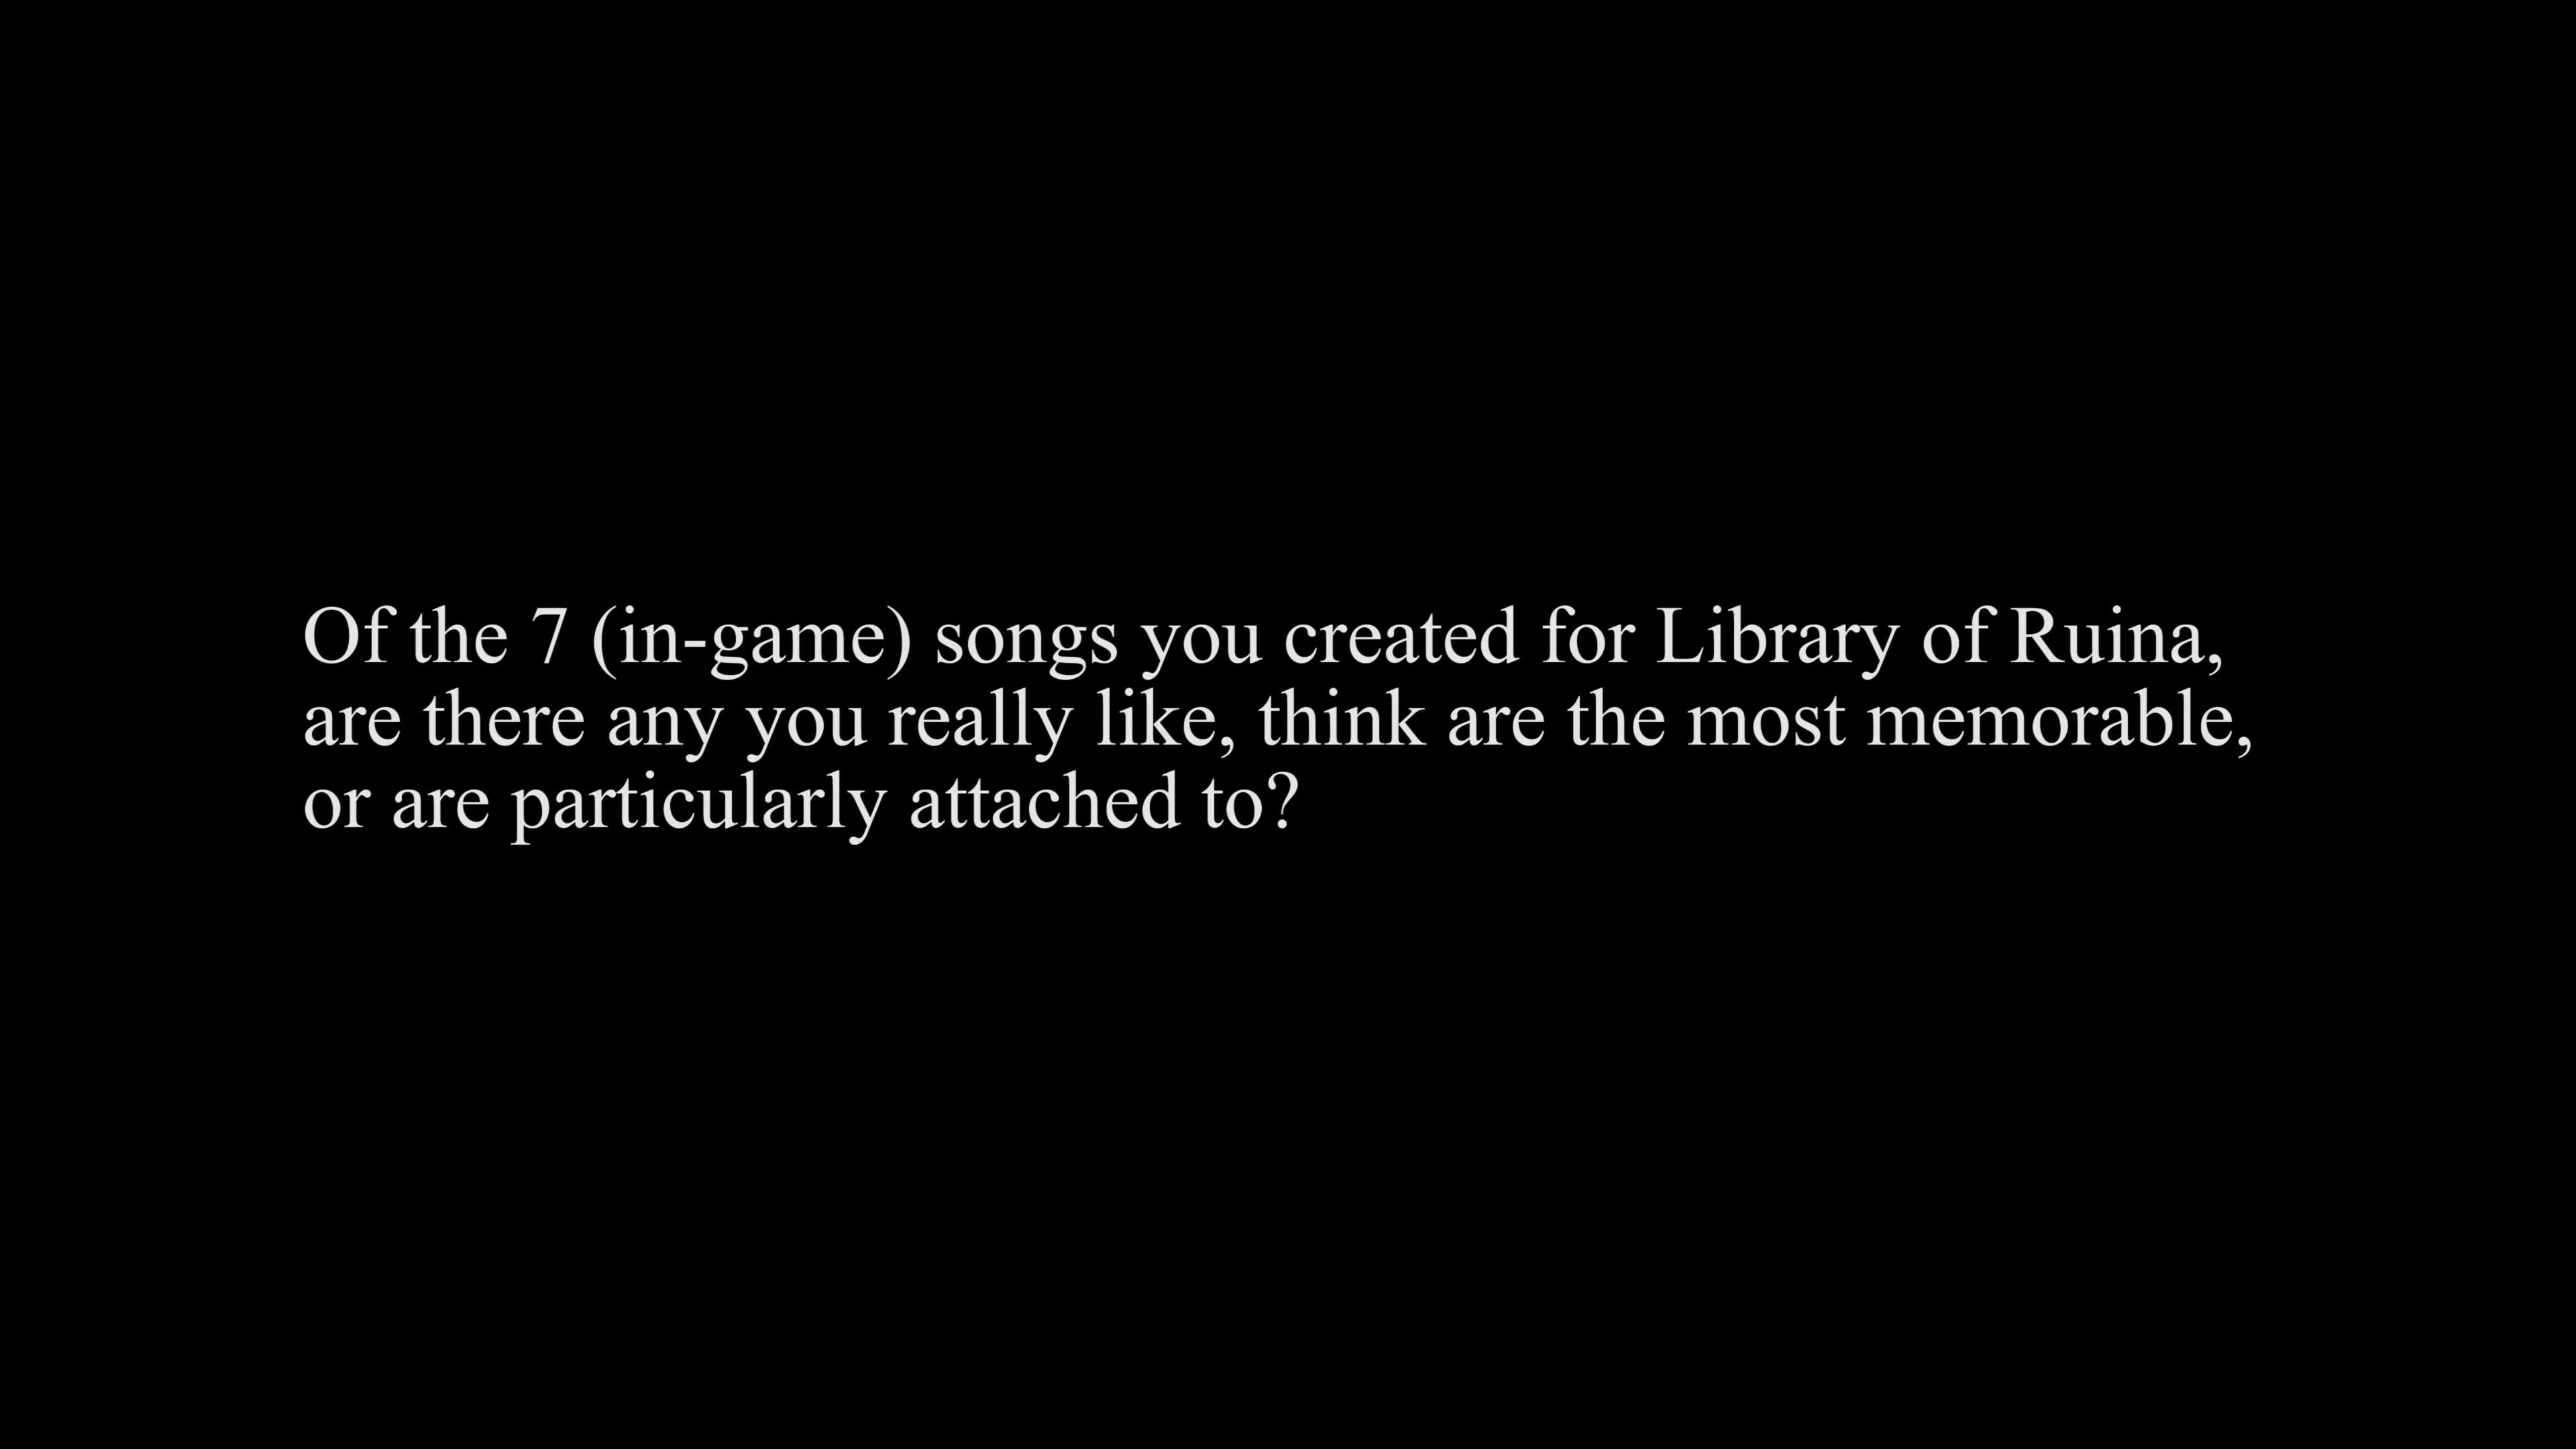 Of the 7 (in-game) songs you created for Library of Ruina,
are there any you really like, think are the most memorable,
or are particularly attached to?